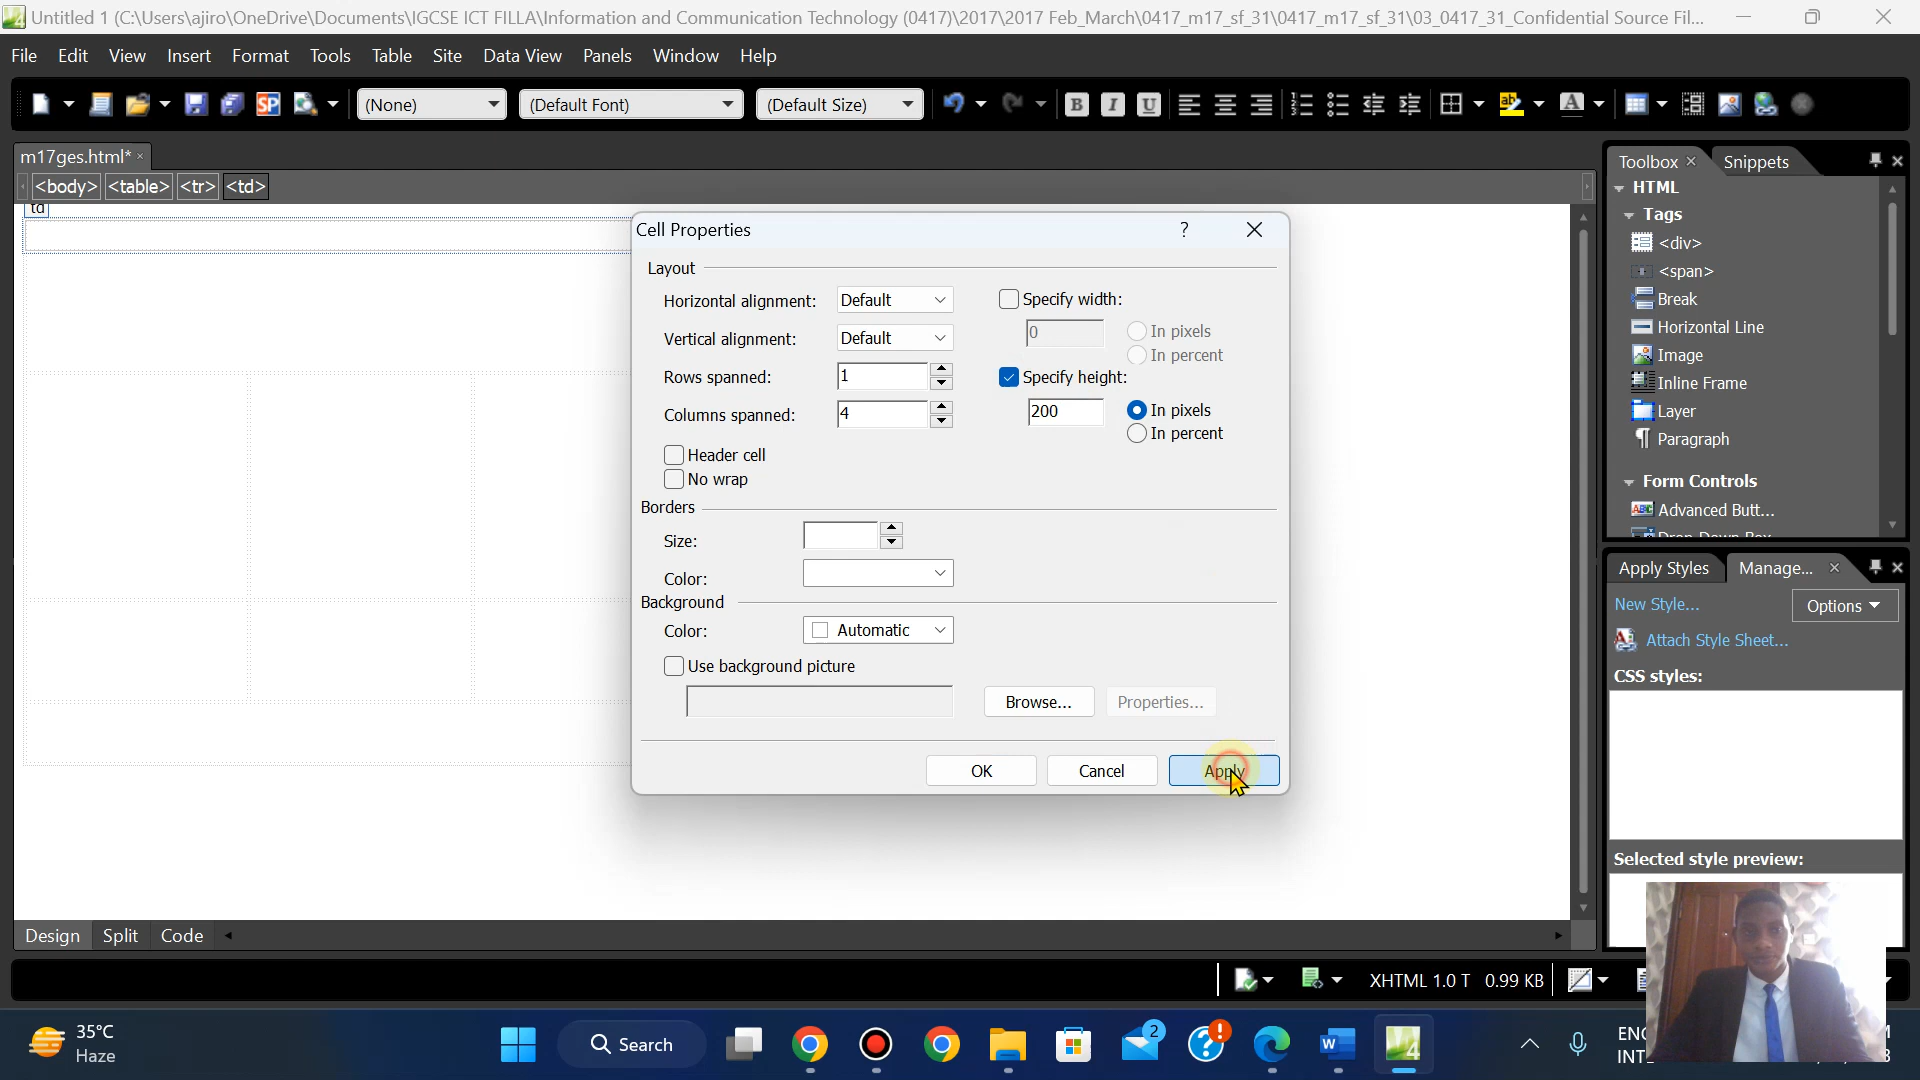 Untitled 1 (C:\Users\ajiro\OneDrive\Documents\IGCSE ICT FILLA\Information and Communication Technology (0417)\2017\2017 Feb_March\0417_m17_sf_31\0417_m17_sf_31\03_0417_31_Confidential Source Fil...
File Edit View Insert Format Tools Table Site Data View Panels Window Help
(None) (Default Font) (Default Size)
m17ges.html*
<body> <table> <tr> <td>
td
Cell Properties
Layout
Horizontal alignment: Default Specify width:
0 In pixels
Vertical alignment: Default In percent
Rows spanned: 1 Specify height:
Columns spanned: 4 200 In pixels
In percent
Header cell
No wrap
Borders
Size:
Color:
Background
Color: Automatic
Use background picture
Browse... Properties...
OK Cancel Apply
Toolbox Snippets
HTML
Tags
<div>
<span>
Break
Horizontal Line
Image
Inline Frame
Layer
Paragraph
Form Controls
Advanced Butt...
Apply Styles Manage...
New Style... Options
Attach Style Sheet...
CSS styles:
Selected style preview:
Design Split Code
XHTML 1.0 T 0.99 KB
35°C
Haze
Search
2
ENG